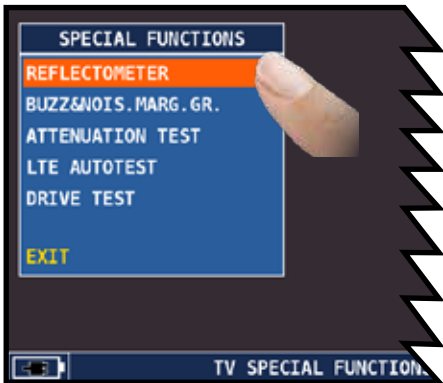 SPECIAL FUNCTIONS
REFLECTOMETER
BUZZ&NOIS.MARG.GR.
ATTENUATION TEST
LTE AUTOTEST
DRIVE TEST
EXIT
TV SPECIAL FUNCTION